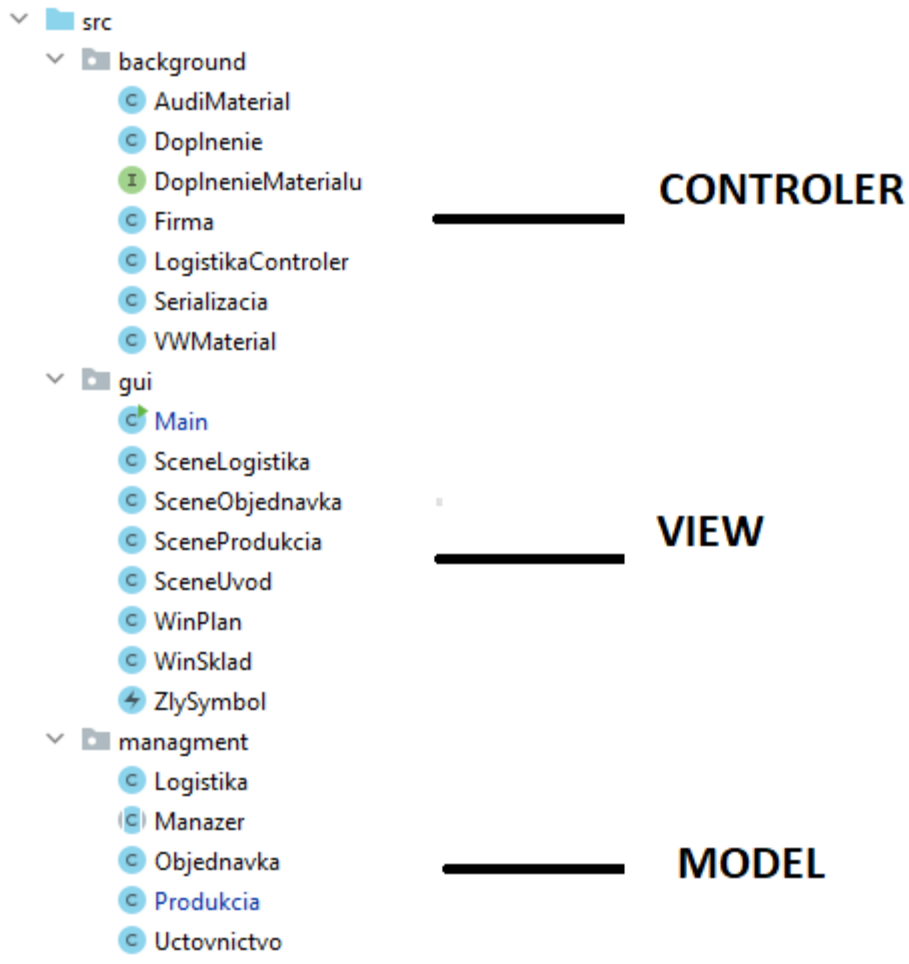 src
background
AudiMaterial
Doplnenie
DoplnenieMaterialu
CONTROLER
Firma
LogistikaControler
Serializacia
VWMaterial
gui
Main
SceneLogistika
SceneObjednavka
SceneProdukcia
VIEW
SceneUvod
WinPlan
WinSklad
ZlySymbol
managment
Logistika
Manazer
Objednavka
MODEL
Produkcia
Uctovnictvo